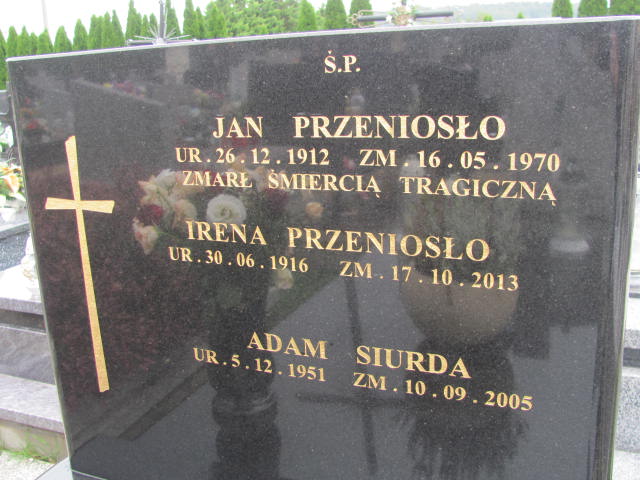 Ś.P.
JAN PRZENIOSŁO
UR.26.12.1912 ZM.16.05.1970
ZMARŁ ŚMIERCIĄ TRAGICZNĄ
IRENA PRZENIOSŁO
UR.30.06.1916 ZM.17.10.2013
ADAM SIURDA
UR.5.12.1951 ZM.10.09.2005